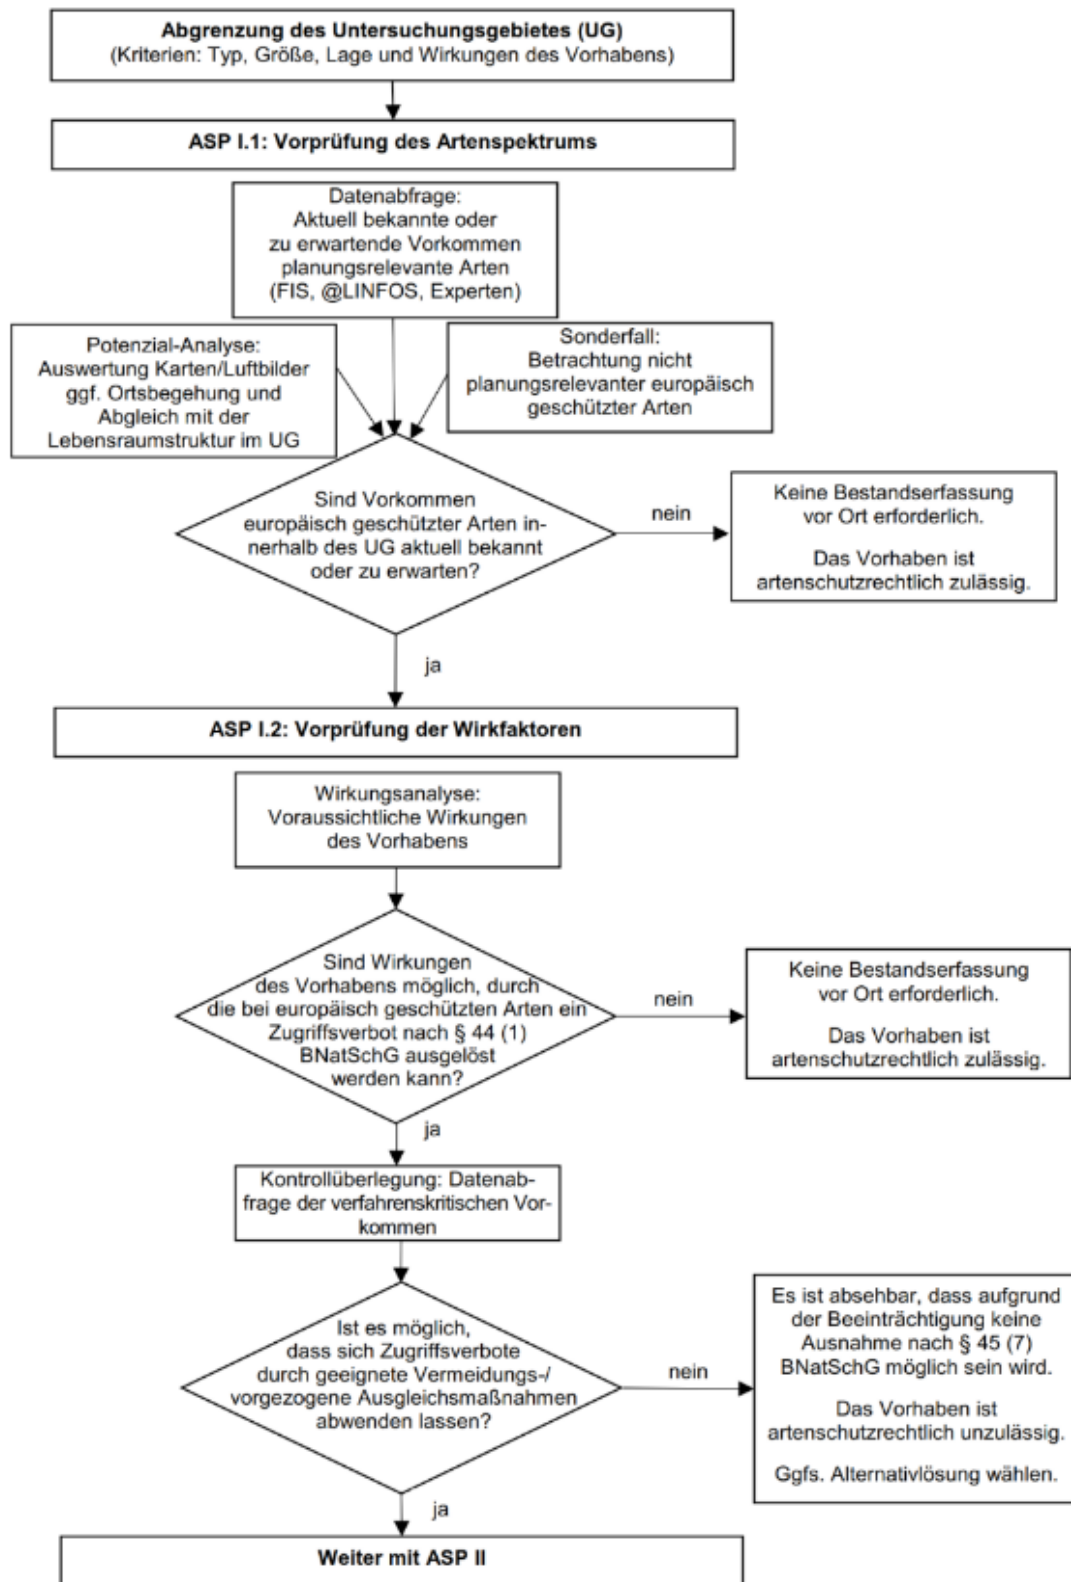 Abgrenzung des Untersuchungsgebietes (UG)
(Kriterien: Typ, Größe, Lage und Wirkungen des Vorhabens)
ASP I.1: Vorprüfung des Artenspektrums
Datenabfrage:
Aktuell bekannte oder
zu erwartende Vorkommen
planungsrelevante Arten
(FIS, @LINFOS, Experten)
Potenzial-Analyse:
Auswertung Karten/Luftbilder
ggf. Ortsbegehung und
Abgleich mit der
Lebensraumstruktur im UG
Sonderfall:
Betrachtung nicht
planungsrelevanter europäisch
geschützter Arten
Sind Vorkommen
europäisch geschützter Arten in-
nerhalb des UG aktuell bekannt
oder zu erwarten?
nein
Keine Bestandserfassung
vor Ort erforderlich.
Das Vorhaben ist
artenschutzrechtlich zulässig.
ja
ASP I.2: Vorprüfung der Wirkfaktoren
Wirkungsanalyse:
Voraussichtliche Wirkungen
des Vorhabens
Sind Wirkungen
des Vorhabens möglich, durch
die bei europäisch geschützten Arten ein
Zugriffsverbot nach § 44 (1)
BNatSchG ausgelöst
werden kann?
nein
Keine Bestandserfassung
vor Ort erforderlich.
Das Vorhaben ist
artenschutzrechtlich zulässig.
ja
Kontrollüberlegung: Datenab-
frage der verfahrenskritischen Vor-
kommen
Ist es möglich,
dass sich Zugriffsverbote
durch geeignete Vermeidungs-/
vorgezogene Ausgleichsmaßnahmen
abwenden lassen?
nein
Es ist absehbar, dass aufgrund
der Beeinträchtigung keine
Ausnahme nach § 45 (7)
BNatSchG möglich sein wird.
Das Vorhaben ist
artenschutzrechtlich unzulässig.
Ggfs. Alternativlösung wählen.
ja
Weiter mit ASP II